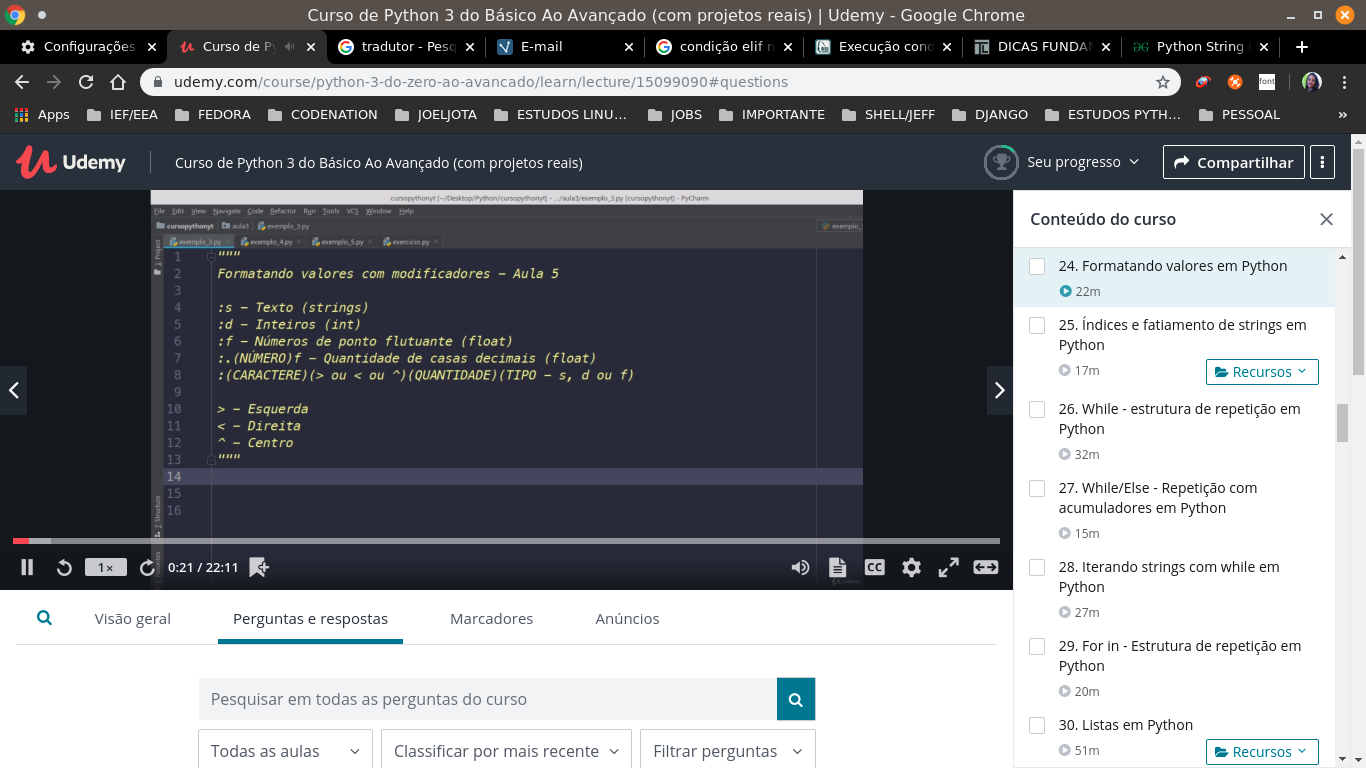 Curso de Python 3 do Básico Ao Avançado (com projetos reais) | Udemy - Google Chrome
Configurações
Curso de Py
tradutor - Pesq
E-mail
condição elif n
Execução cond
DICAS FUNDAM
Python String i
udemy.com/course/python-3-do-zero-ao-avancado/learn/lecture/15099090#questions
font
Apps
IEF/EEA
FEDORA
CODENATION
JOELJOTA
ESTUDOS LINU...
JOBS
IMPORTANTE
SHELL/JEFF
DJANGO
ESTUDOS PYTH...
PESSOAL
»
Udemy
Curso de Python 3 do Básico Ao Avançado (com projetos reais)
Seu progresso
Compartilhar
cursopythonyt [~/Desktop/Python/cursopythonyt] - .../aula3/exemplo_3.py [cursopythonyt] - PyCharm
File Edit View Navigate Code Refactor Run Tools VCS Window Help
cursopythonyt aula3 exemplo_3.py
exemplo_
exemplo_3.py exemplo_4.py exemplo_5.py exercicio.py
1 """
2 Formatando valores com modificadores - Aula 5
3
4 :s - Texto (strings)
5 :d - Inteiros (int)
6 :f - Números de ponto flutuante (float)
7 :.(NÚMERO)f - Quantidade de casas decimais (float)
8 :(CARACTERE)(> ou < ou ^)(QUANTIDADE)(TIPO - s, d ou f)
9
10 > - Esquerda
11 < - Direita
12 ^ - Centro
13 """
14
15
16
1: Project
1×
0:21 / 22:11
CC
Visão geral
Perguntas e respostas
Marcadores
Anúncios
Pesquisar em todas as perguntas do curso
Todas as aulas
Classificar por mais recente
Filtrar perguntas
Conteúdo do curso
24. Formatando valores em Python
22m
25. Índices e fatiamento de strings em
Python
17m
Recursos
26. While - estrutura de repetição em
Python
32m
27. While/Else - Repetição com
acumuladores em Python
15m
28. Iterando strings com while em
Python
27m
29. For in - Estrutura de repetição em
Python
20m
30. Listas em Python
51m
Recursos